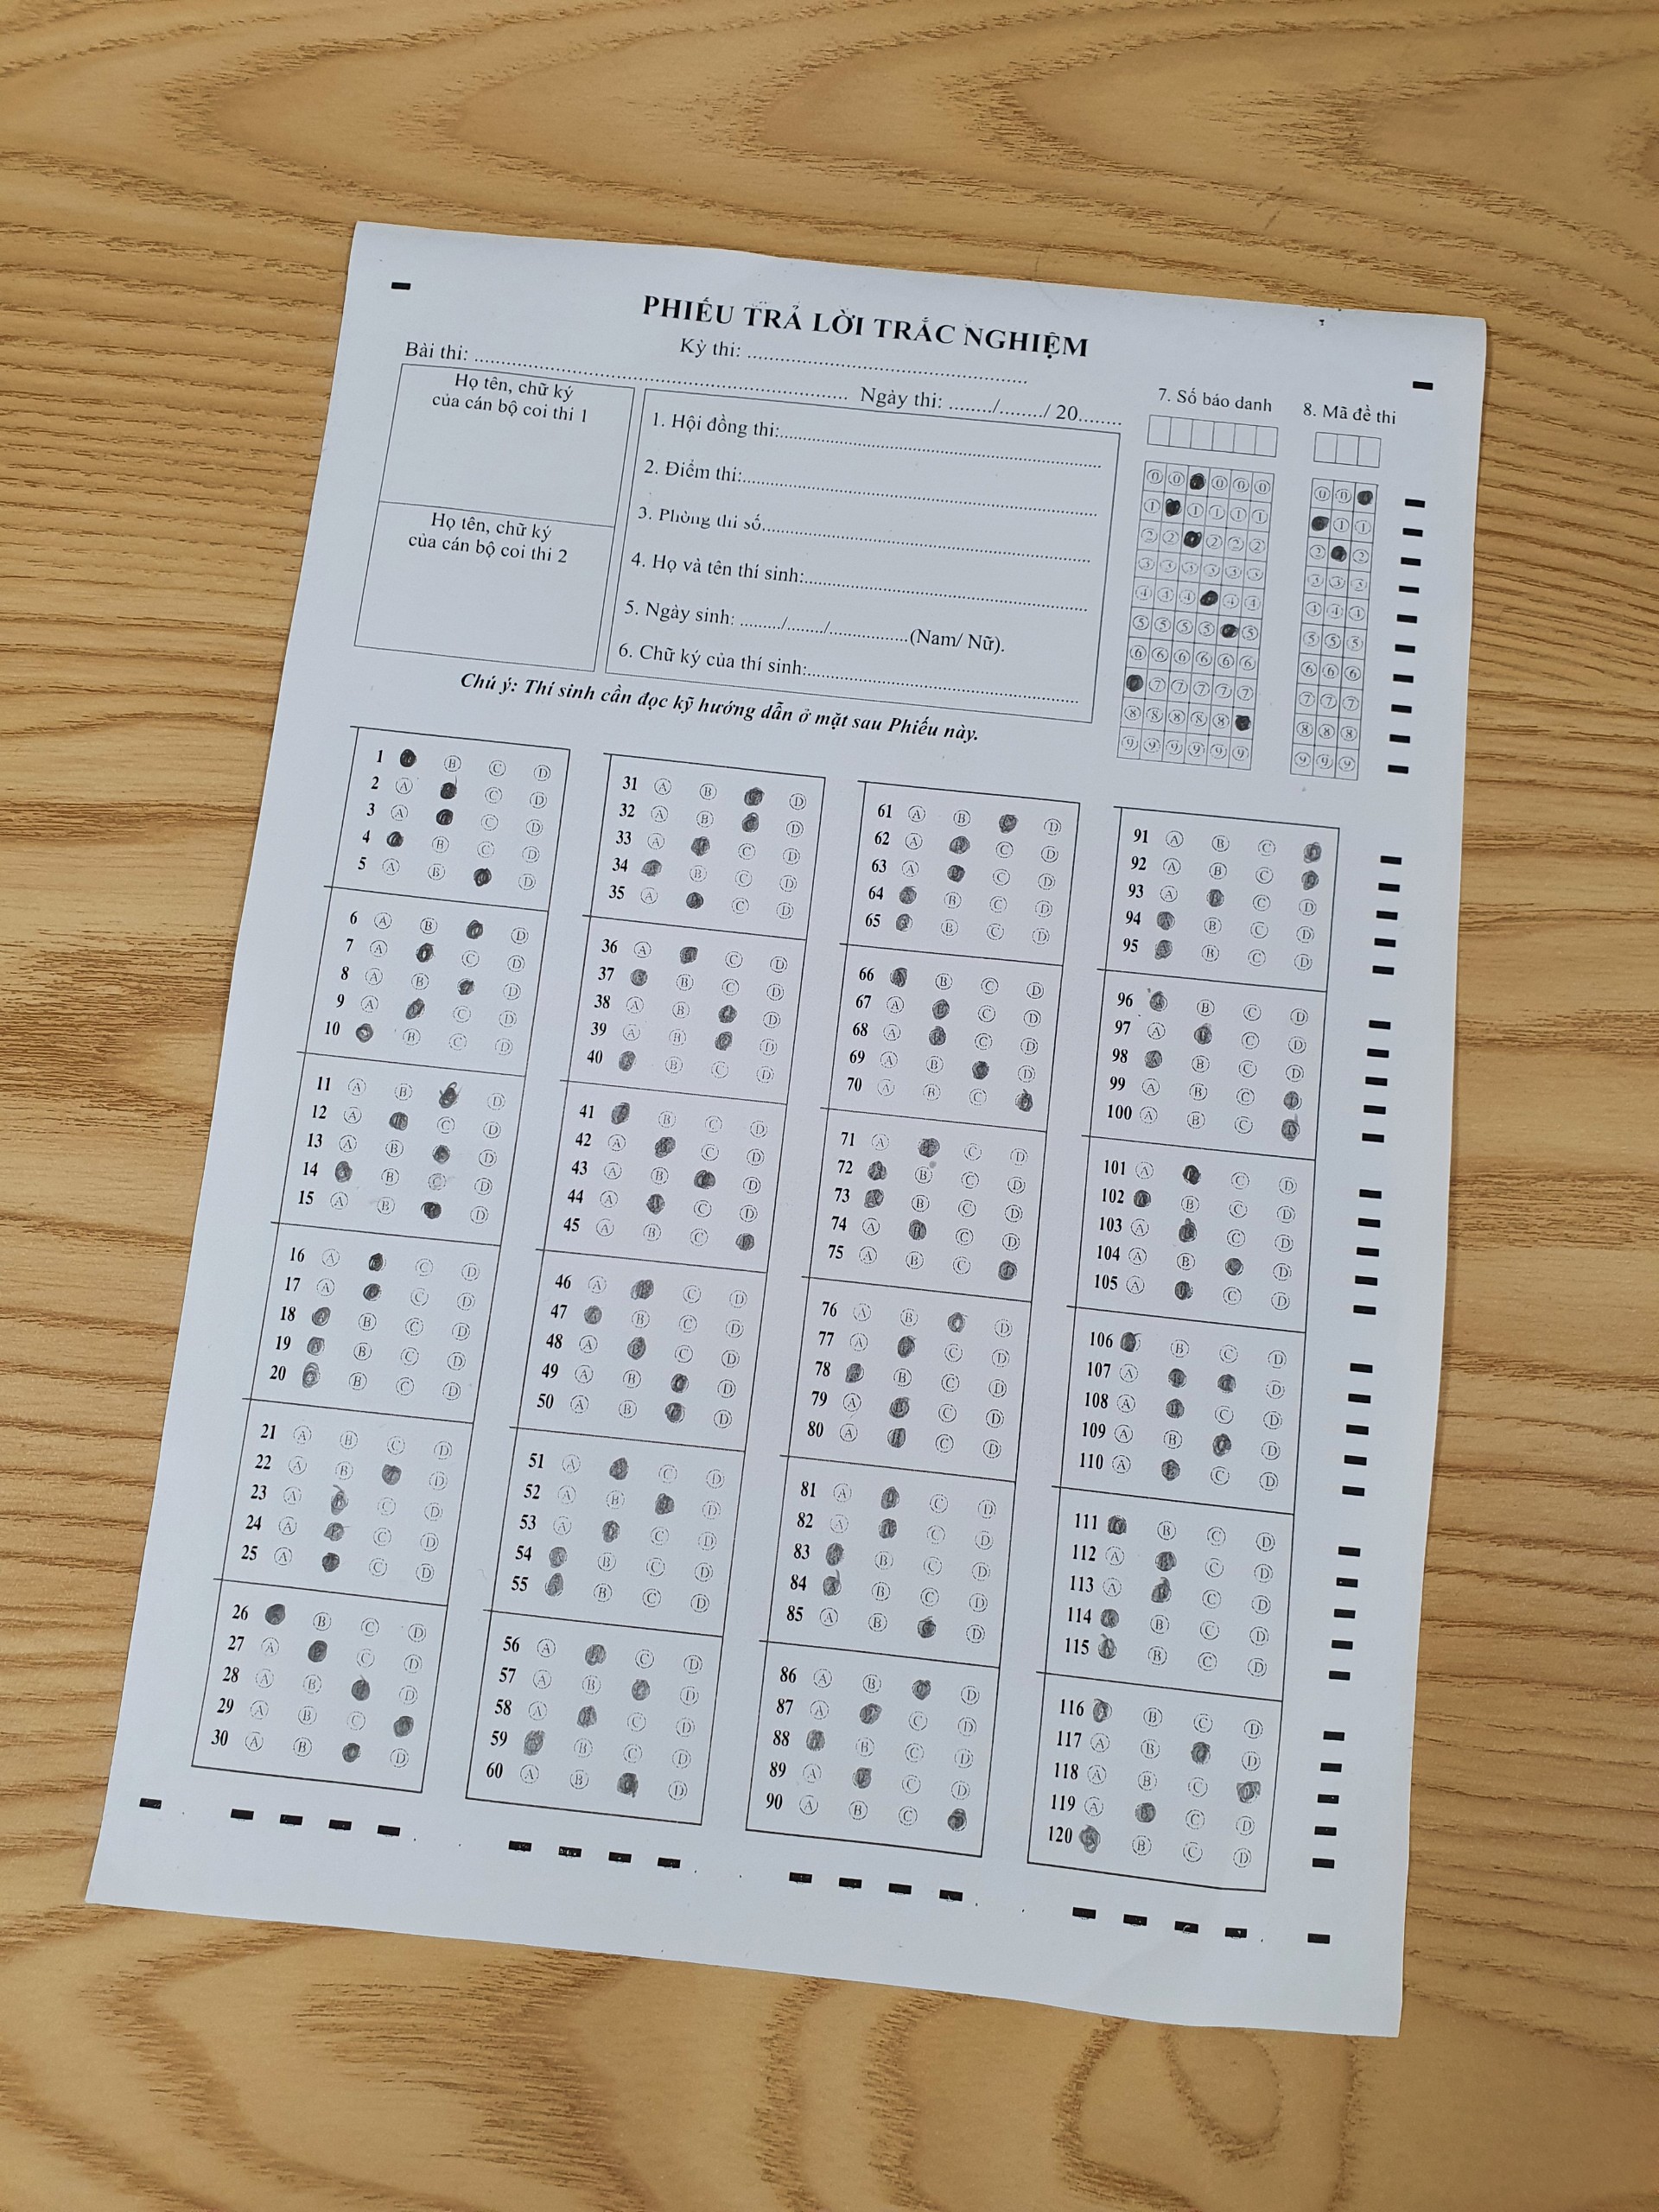 PHIẾU TRẢ LỜI TRẮC NGHIỆM
Kỳ thi: ........................
Bài thi: ........................ Ngày thi: ......../......../ 20........
Họ tên, chữ ký
của cán bộ coi thi 1
Họ tên, chữ ký
của cán bộ coi thi 2
1. Hội đồng thi:........................
2. Điểm thi:........................
3. Phòng thi số........................
4. Họ và tên thí sinh:........................
5. Ngày sinh: ......../......../................(Nam/ Nữ).
6. Chữ ký của thí sinh:........................
7. Số báo danh
0 0 0 0 0
1 1 1 1 1
2 2 2 2 2
3 3 3 3 3 3
4 4 4 4 4
5 5 5 5 5
6 6 6 6 6 6
7 7 7 7 7
8 8 8 8 8
9 9 9 9 9 9
8. Mã đề thi
0 0
1 1
2 2
3 3 3
4 4 4
5 5 5
6 6 6
7 7 7
8 8 8
9 9 9
Chú ý: Thí sinh cần đọc kỹ hướng dẫn ở mặt sau Phiếu này.
1 B C D
2 A C D
3 A C D
4 B C D
5 A B D
6 A B D
7 A C D
8 A B D
9 A C D
10 B C D
11 A B D
12 A C D
13 A B D
14 B C D
15 A B D
16 A C D
17 A C D
18 B C D
19 B C D
20 B C D
21 A B C D
22 A B D
23 A C D
24 A C D
25 A C D
26 B C D
27 A C D
28 A B D
29 A B C
30 A B D
31 A B D
32 A B D
33 A C D
34 B C D
35 A C D
36 A C D
37 B C D
38 A B D
39 A B D
40 B C D
41 B C D
42 A C D
43 A B D
44 A C D
45 A B C
46 A C D
47 B C D
48 A C D
49 A B D
50 A B D
51 A C D
52 A B D
53 A C D
54 B C D
55 B C D
56 A C D
57 A B D
58 A C D
59 B C D
60 A B D
61 A B D
62 A C D
63 A C D
64 B C D
65 B C D
66 B C D
67 A C D
68 A C D
69 A B D
70 A B C
71 A C D
72 B C D
73 B C D
74 A C D
75 A B C
76 A B D
77 A C D
78 B C D
79 A C D
80 A C D
81 A C D
82 A C D
83 B C D
84 B C D
85 A B D
86 A B D
87 A C D
88 B C D
89 A C D
90 A B C
91 A B C
92 A B C
93 A C D
94 B C D
95 B C D
96 B C D
97 A C D
98 B C D
99 A B C
100 A B C
101 A C D
102 B C D
103 A C D
104 A B D
105 A C D
106 B C D
107 A D
108 A C D
109 A B D
110 A C D
111 B C D
112 A C D
113 A C D
114 B C D
115 B C D
116 B C D
117 A B D
118 A B C
119 A C D
120 B C D